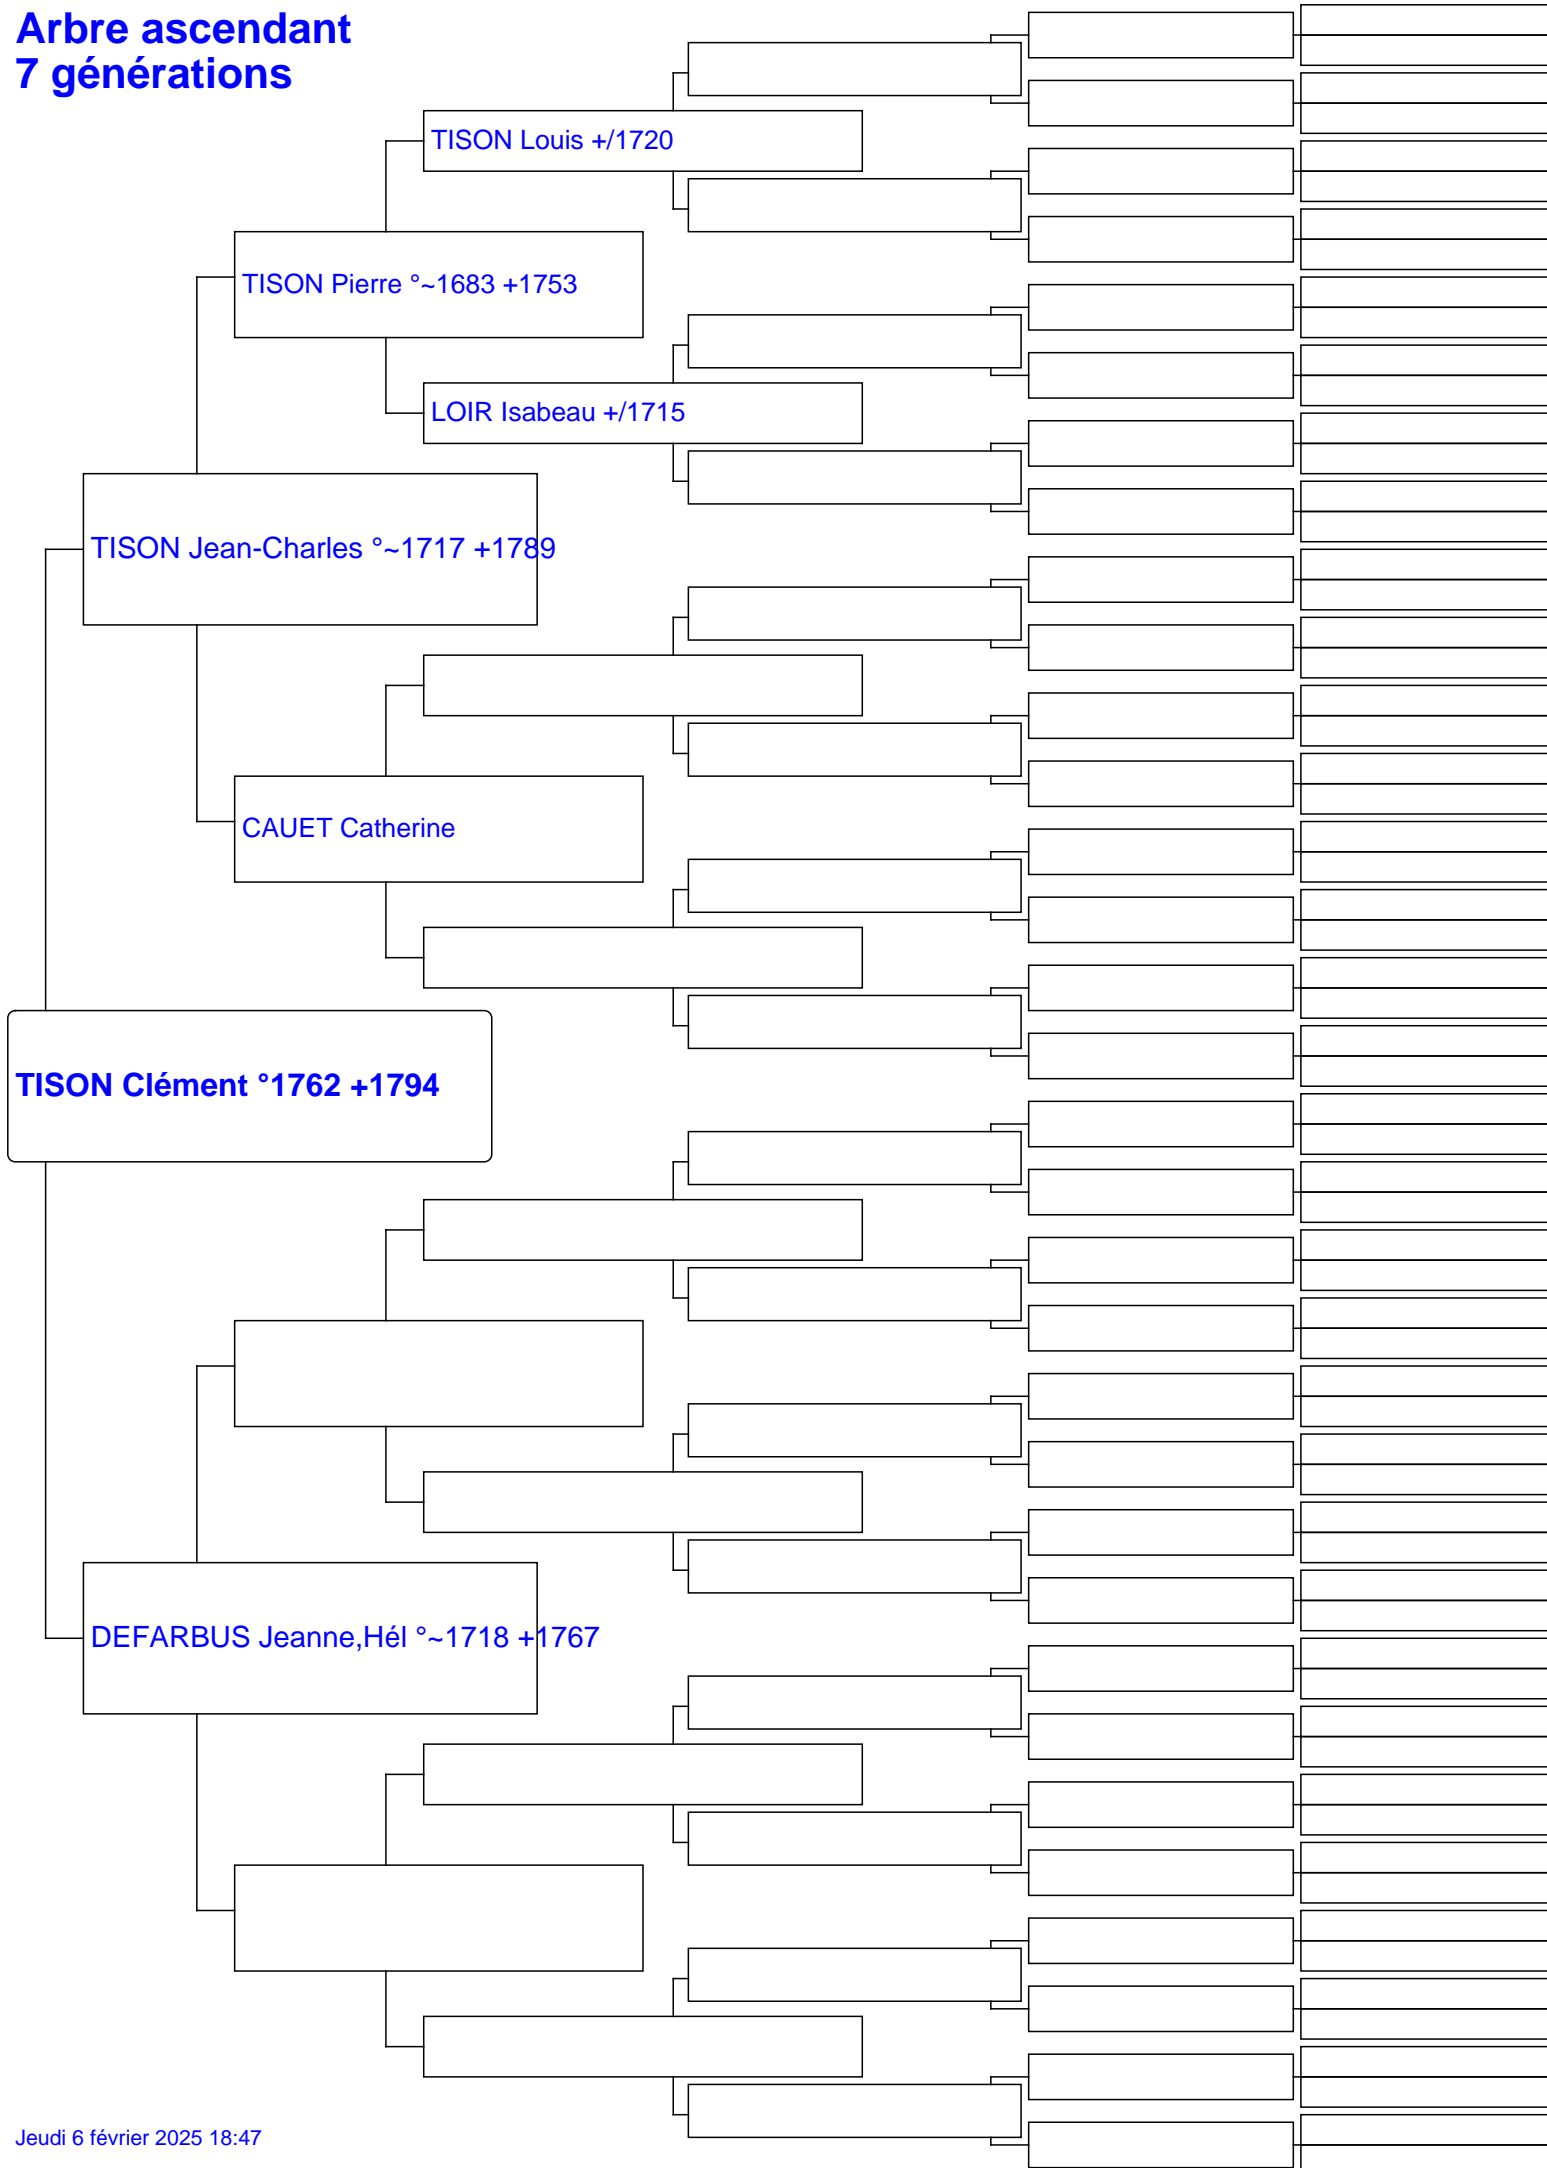 Arbre ascendant
7 générations
TISON Louis +/1720
TISON Pierre °~1683 +1753
LOIR Isabeau +/1715
TISON Jean-Charles °~1717 +1789
CAUET Catherine
TISON Clément °1762 +1794
DEFARBUS Jeanne,Hél °~1718 +1767
Jeudi 6 février 2025 18:47